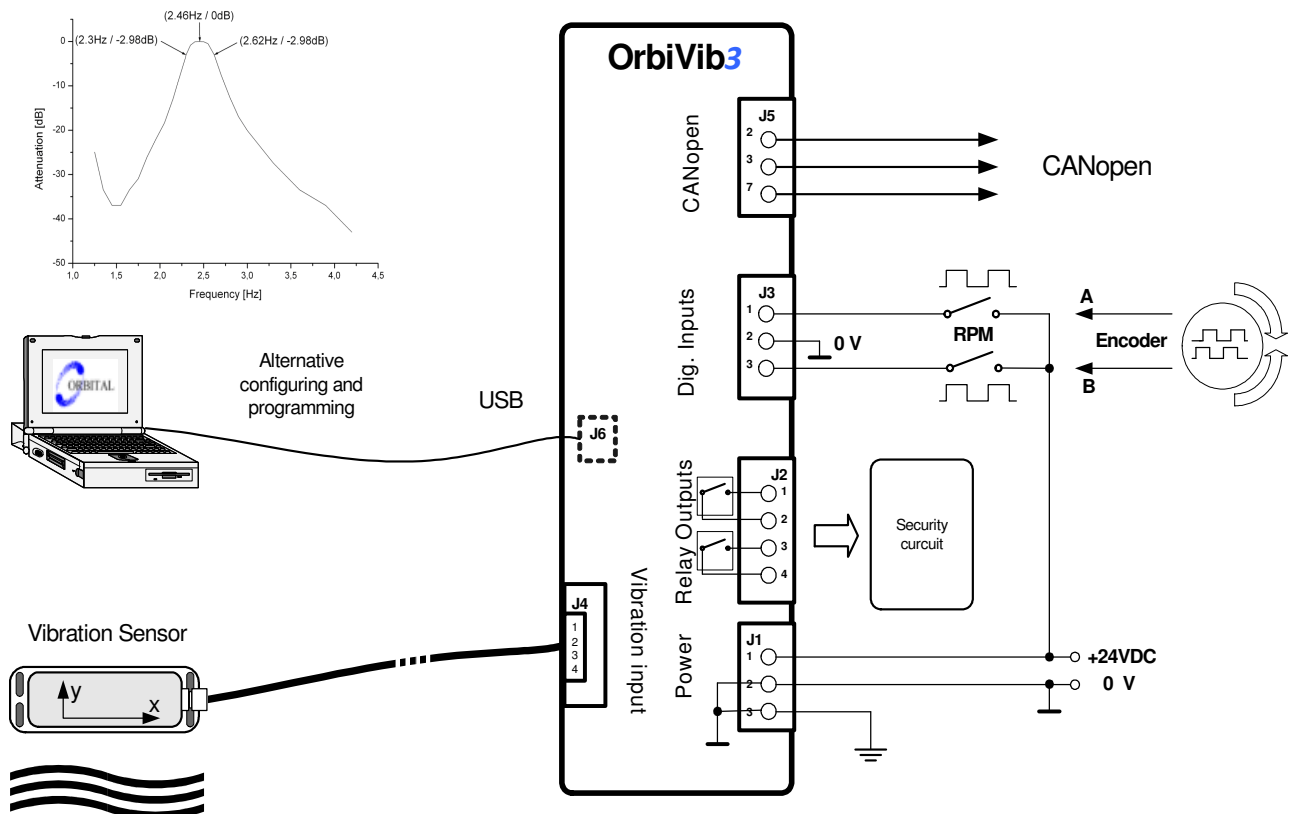 (2.46Hz / 0dB)
(2.3Hz / -2.98dB)
(2.62Hz / -2.98dB)
0
-10
-20
-30
-40
-50
Attenuation [dB]
1,0
1,5
2,0
2,5
3,0
3,5
4,0
4,5
Frequency [Hz]
OrbiVib3
CANopen
J5
2
3
7
CANopen
Dig. Inputs
J3
1
2
3
0 V
RPM
A
Encoder
B
ORBITAL
Alternative
configuring and
programming
USB
J6
Relay Outputs
J2
1
2
3
4
Security
curcuit
Vibration input
J4
1
2
3
4
Vibration Sensor
y
x
Power
J1
1
2
3
+24VDC
0 V